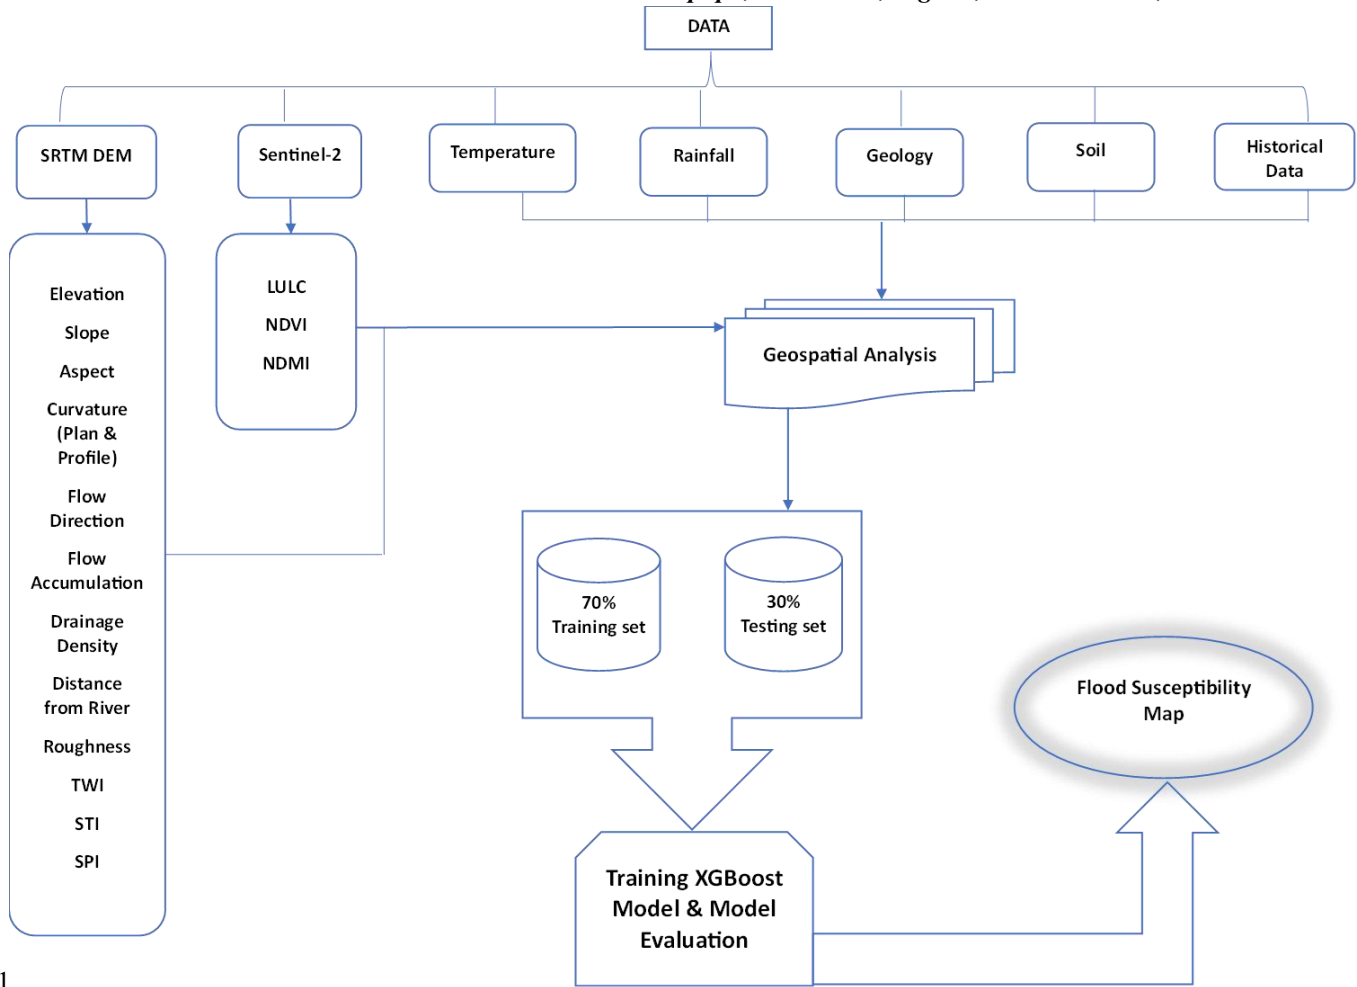 DATA
SRTM DEM
Sentinel-2
Temperature
Rainfall
Geology
Soil
Historical
Data
Elevation
Slope
Aspect
Curvature
(Plan &
Profile)
Flow
Direction
Flow
Accumulation
Drainage
Density
Distance
from River
Roughness
TWI
STI
SPI
LULC
NDVI
NDMI
Geospatial Analysis
70%
Training set
30%
Testing set
Training XGBoost
Model & Model
Evaluation
Flood Susceptibility
Map
1